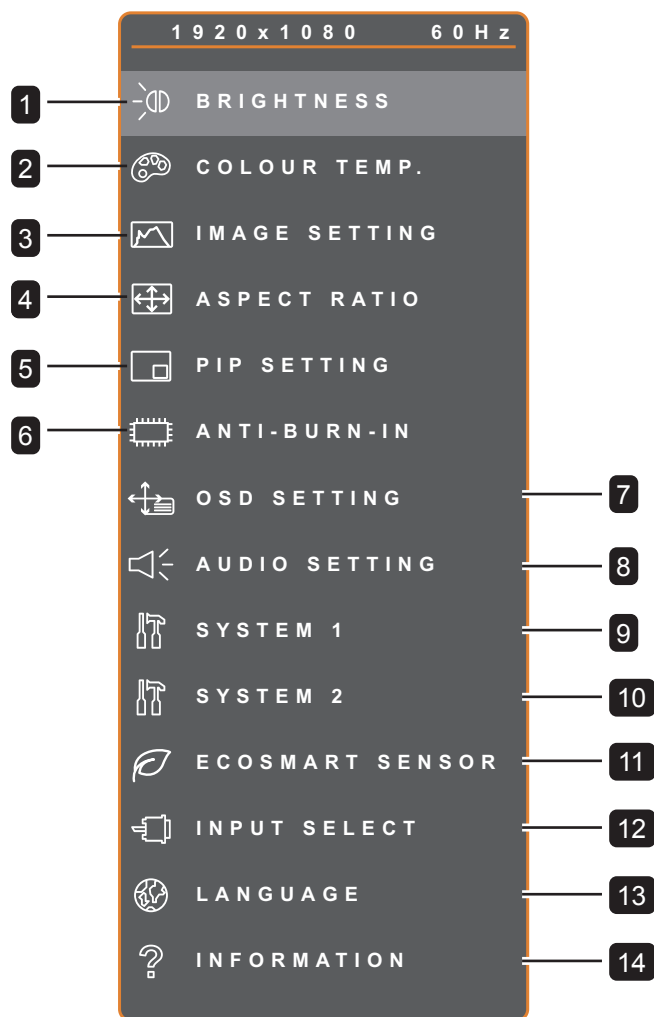 1920x1080 60Hz
1 BRIGHTNESS
2 COLOUR TEMP.
3 IMAGE SETTING
4 ASPECT RATIO
5 PIP SETTING
6 ANTI-BURN-IN
OSD SETTING 7
AUDIO SETTING 8
SYSTEM 1 9
SYSTEM 2 10
ECOSMART SENSOR 11
INPUT SELECT 12
LANGUAGE 13
INFORMATION 14